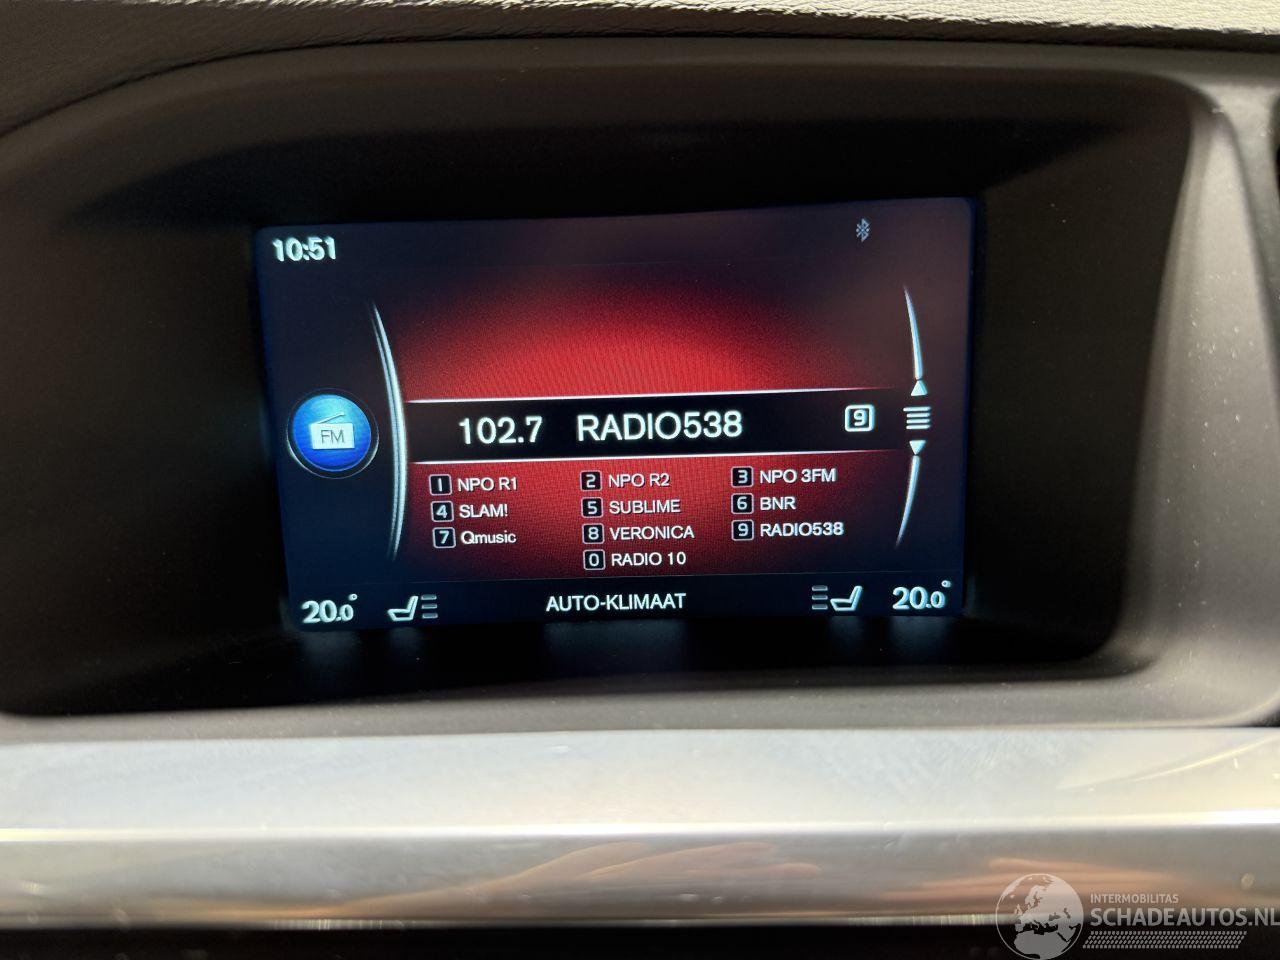 10:51
FM
102.7 RADIO538 9
1 NPO R1 2 NPO R2 3 NPO 3FM
4 SLAM! 5 SUBLIME 6 BNR
7 Qmusic 8 VERONICA 9 RADIO538
0 RADIO 10
20.0° AUTO-KLIMAAT 20.0°
INTERMOBILITAS
SCHADEAUTOS.NL